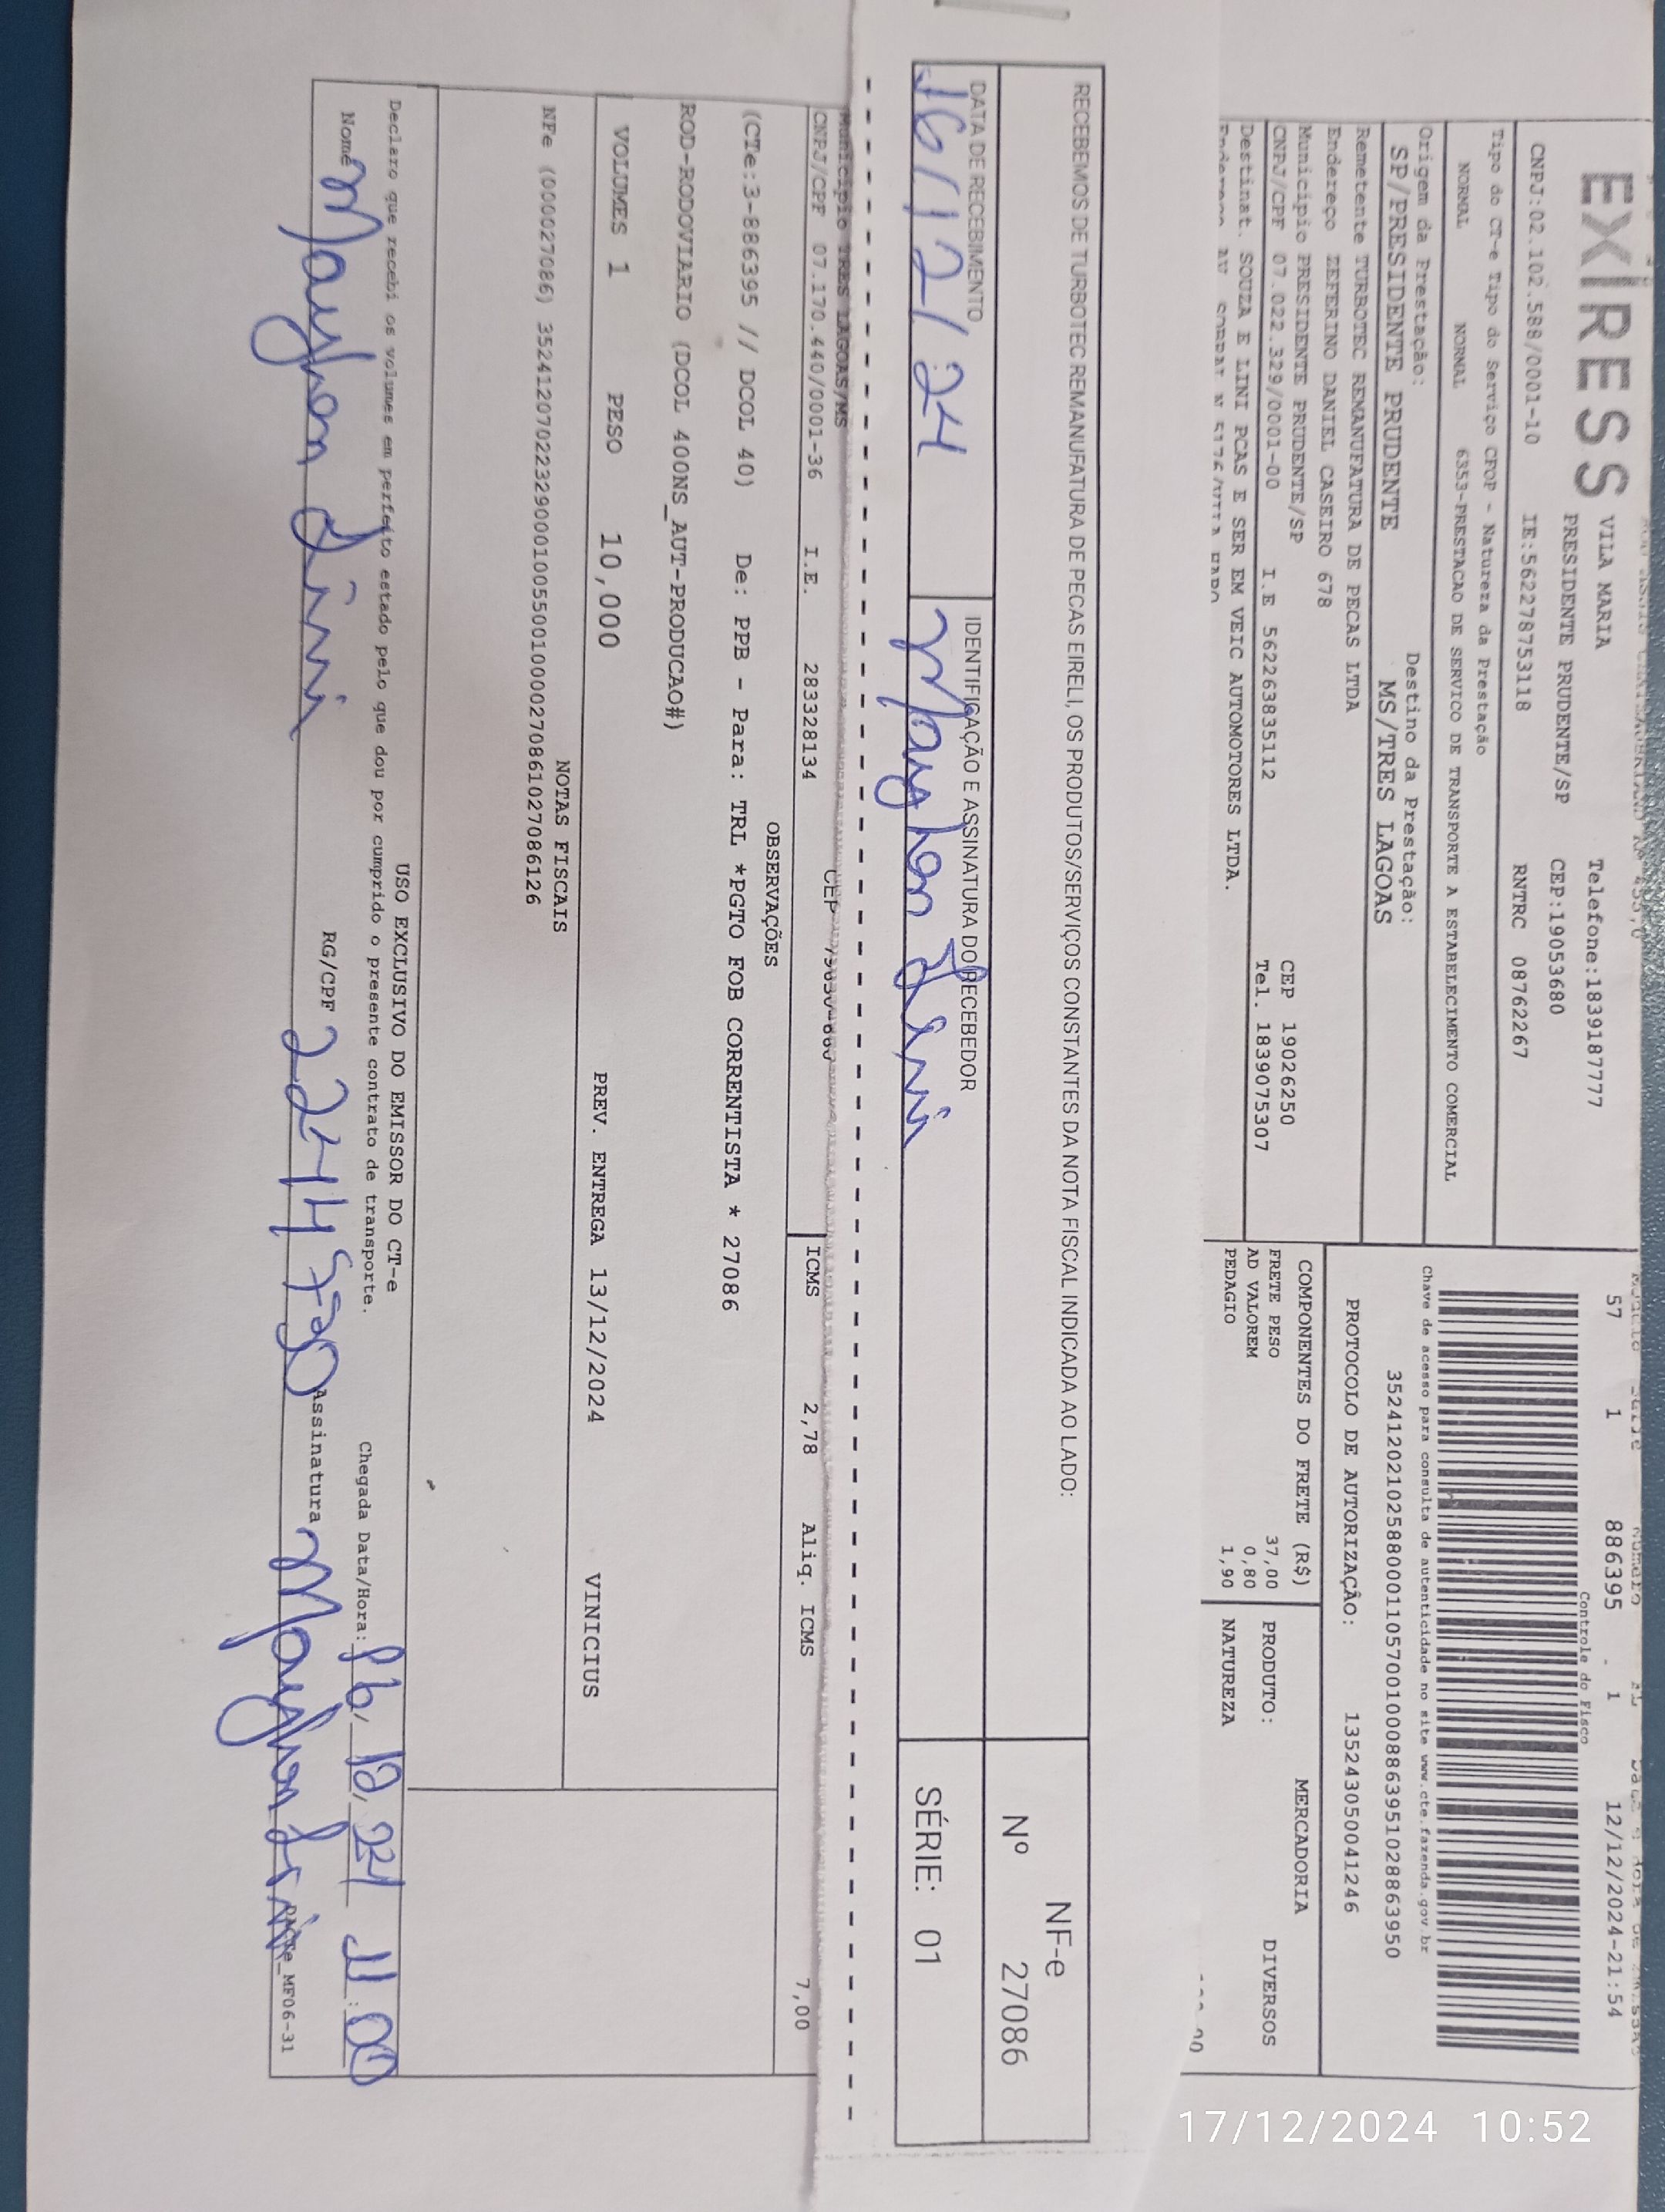 EXPRESS
VILA MARIA
Telefone:1839187777
PRESIDENTE PRUDENTE/SP CEP:19053680
CNPJ:02.102.588/0001-10 IE:562278753118 RNTRC 08762267
Tipo do CT-e Tipo do Serviço CFOP - Natureza da Prestação
NORMAL NORMAL 6353-PRESTACAO DE SERVICO DE TRANSPORTE A ESTABELECIMENTO COMERCIAL
Origem da Prestação: Destino da Prestação:
SP/PRESIDENTE PRUDENTE MS/TRES LAGOAS
Remetente TURBOTEC REMANUFATURA DE PECAS LTDA
Endereço ZEFERINO DANIEL CASEIRO 678
Município PRESIDENTE PRUDENTE/SP CEP 19026250
CNPJ/CPF 07.022.329/0001-00 I.E 562263835112 Tel. 1839075307
Destinat. SOUZA E LINI PCAS E SER EM VEIC AUTOMOTORES LTDA.
57 1 886395 - 1 12/12/2024-21:54
Controle do Fisco
Chave de acesso para consulta de autenticidade no site www.cte.fazenda.gov.br
35241202102588000110570010008863951028863950
PROTOCOLO DE AUTORIZAÇÃO: 135243050041246
COMPONENTES DO FRETE (R$) MERCADORIA
FRETE PESO 37,00 PRODUTO: DIVERSOS
AD VALOREM 0,80
PEDAGIO 1,90 NATUREZA
RECEBEMOS DE TURBOTEC REMANUFATURA DE PECAS EIRELI, OS PRODUTOS/SERVIÇOS CONSTANTES DA NOTA FISCAL INDICADA AO LADO:
NF-e
Nº 27086
SÉRIE: 01
DATA DE RECEBIMENTO IDENTIFICAÇÃO E ASSINATURA DO RECEBEDOR
16/12/24 Maylon Lini
Município TRES LAGOAS/MS CEP
CNPJ/CPF 07.170.440/0001-36 I.E. 283328134 ICMS 2,78 Aliq. ICMS 7,00
OBSERVAÇÕES
(CTe:3-886395 // DCOL 40) De: PPB - Para: TRL *PGTO FOB CORRENTISTA * 27086
ROD-RODOVIARIO (DCOL 400NS_AUT-PRODUCAO#)
VOLUMES 1 PESO 10,000 PREV. ENTREGA 13/12/2024 VINICIUS
NOTAS FISCAIS
NFe (000027086) 35241207022329000100550010000270861027086126
USO EXCLUSIVO DO EMISSOR DO CT-e
Declaro que recebi os volumes em perfeito estado pelo que dou por cumprido o presente contrato de transporte.
Chegada Data/Hora: 16/12/24 11:00
Nome Maylon Lini RG/CPF Assinatura Maylon Lini
DACTe_MF06-31
17/12/2024 10:52